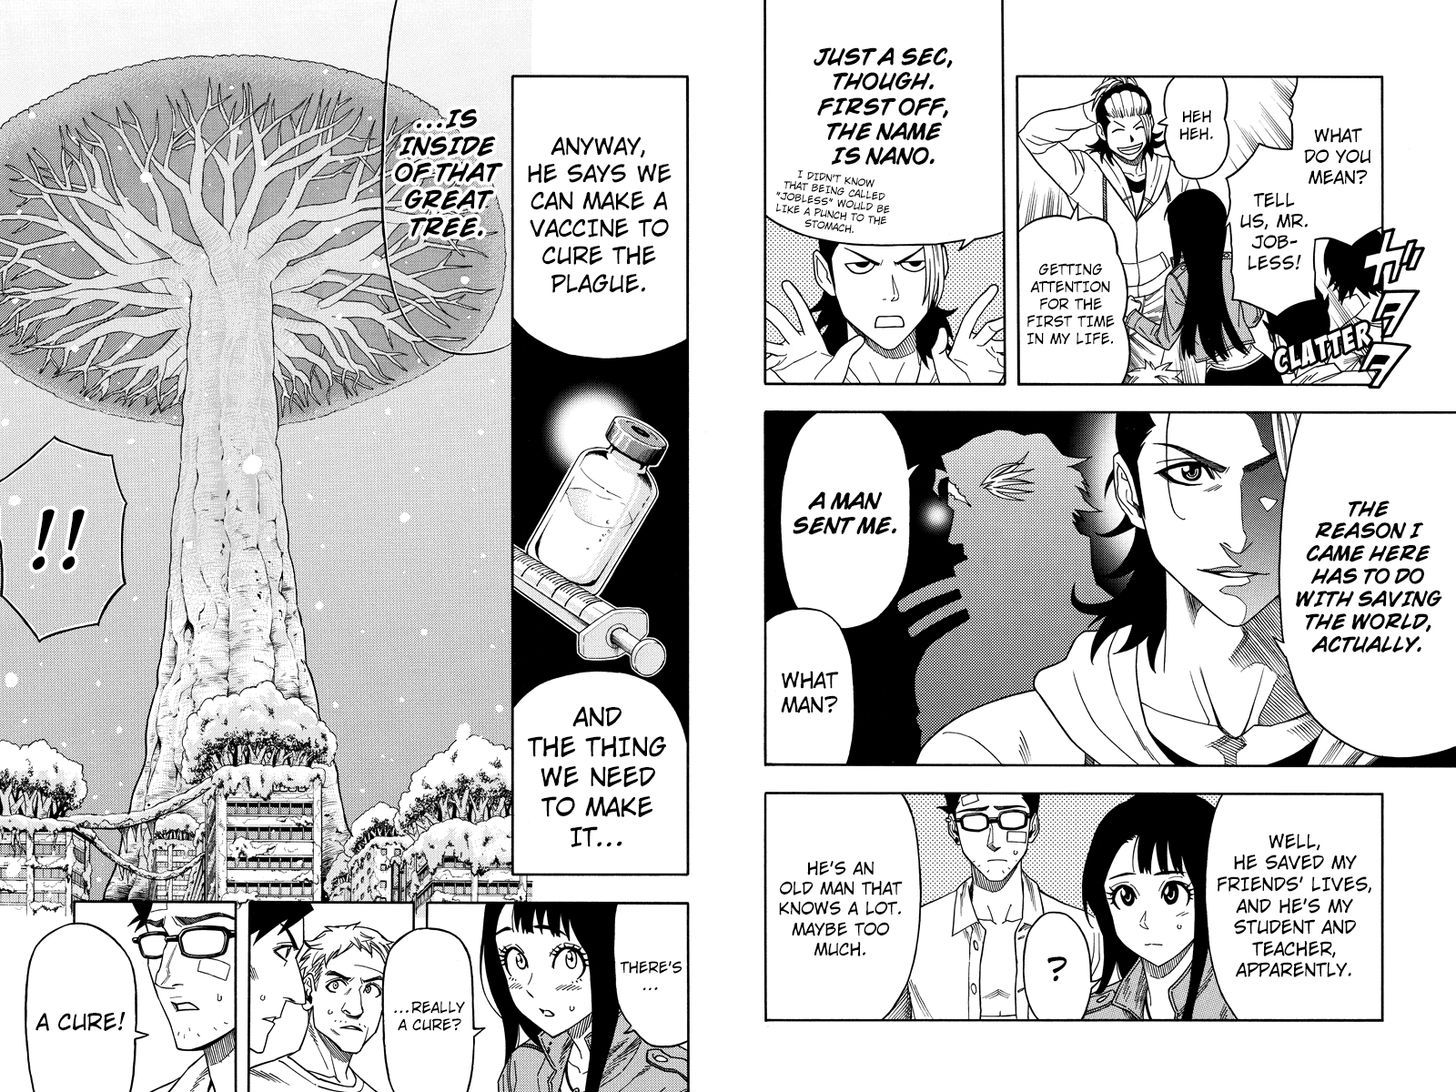 WHAT
DO YOU
MEAN?
TELL
US, MR.
JOB-
LESS!
HEH
HEH.
GETTING
ATTENTION
FOR THE
FIRST TIME
IN MY LIFE.
ガタタ
CLATTER
JUST A SEC,
THOUGH.
FIRST OFF,
THE NAME
IS NANO.
I DIDN'T KNOW
THAT BEING CALLED
"JOBLESS" WOULD BE
LIKE A PUNCH TO THE
STOMACH.
THE
REASON I
CAME HERE
HAS TO DO
WITH SAVING
THE WORLD,
ACTUALLY.
A MAN
SENT ME.
WHAT
MAN?
WELL,
HE SAVED MY
FRIENDS' LIVES,
AND HE'S MY
STUDENT AND
TEACHER,
APPARENTLY.
?
HE'S AN
OLD MAN THAT
KNOWS A LOT.
MAYBE TOO
MUCH.
ANYWAY,
HE SAYS WE
CAN MAKE A
VACCINE TO
CURE THE
PLAGUE.
AND
THE THING
WE NEED
TO MAKE
IT...
...IS
INSIDE
OF THAT
GREAT
TREE.
!!
THERE'S
...
...REALLY
A CURE?
A CURE!